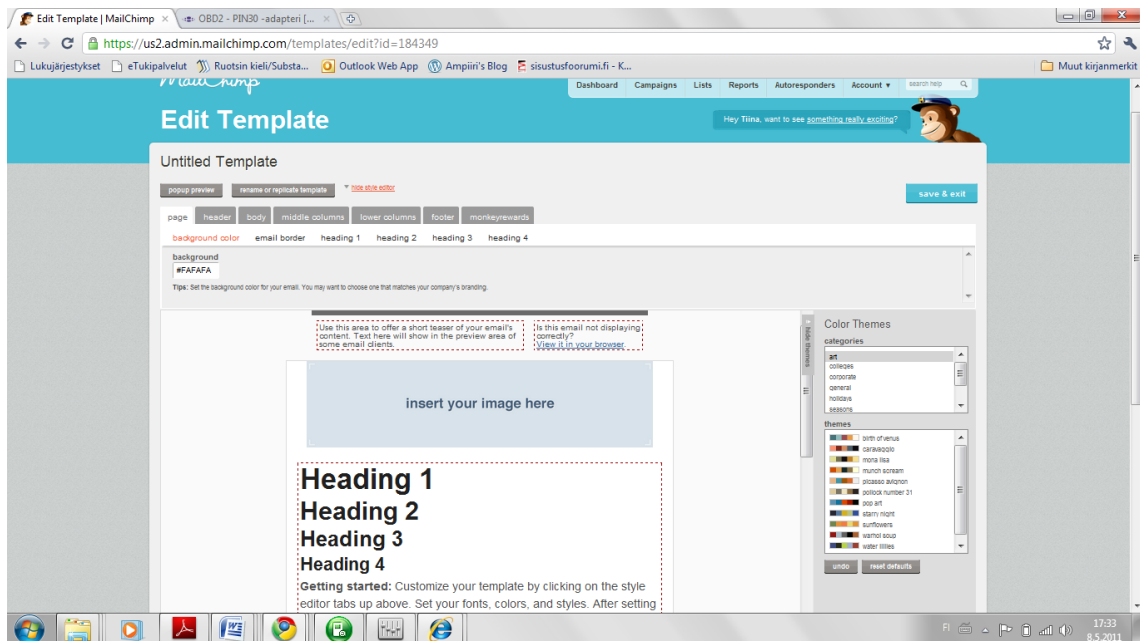 Edit Template | MailChimp
OBD2 - PIN30 -adapteri [...
https://us2.admin.mailchimp.com/templates/edit?id=184349
Lukujärjestykset eTukipalvelut Ruotsin kieli/Substa... Outlook Web App Ampiiri's Blog sisustusfoorumi.fi - K... Muut kirjanmerkit
MailChimp
Dashboard Campaigns Lists Reports Autoresponders Account ▾ search help
Edit Template
Hey Tiina, want to see something really exciting?
Untitled Template
popup preview rename or replicate template hide style editor
save & exit
page header body middle columns lower columns footer monkeyrewards
background color email border heading 1 heading 2 heading 3 heading 4
background
#FAFAFA
Tips: Set the background color for your email. You may want to choose one that matches your company's branding.
Use this area to offer a short teaser of your email's
content. Text here will show in the preview area of
some email clients.
Is this email not displaying
correctly?
View it in your browser.
insert your image here
Heading 1
Heading 2
Heading 3
Heading 4
Getting started: Customize your template by clicking on the style
editor tabs up above. Set your fonts, colors, and styles. After setting
hide themes
Color Themes
categories
art
colleges
corporate
general
holidays
seasons
themes
birth of venus
caravaggio
mona lisa
munch scream
picasso avignon
pollock number 31
pop art
starry night
sunflowers
warhol soup
water lillies
undo reset defaults
FI
17:33
8.5.2011